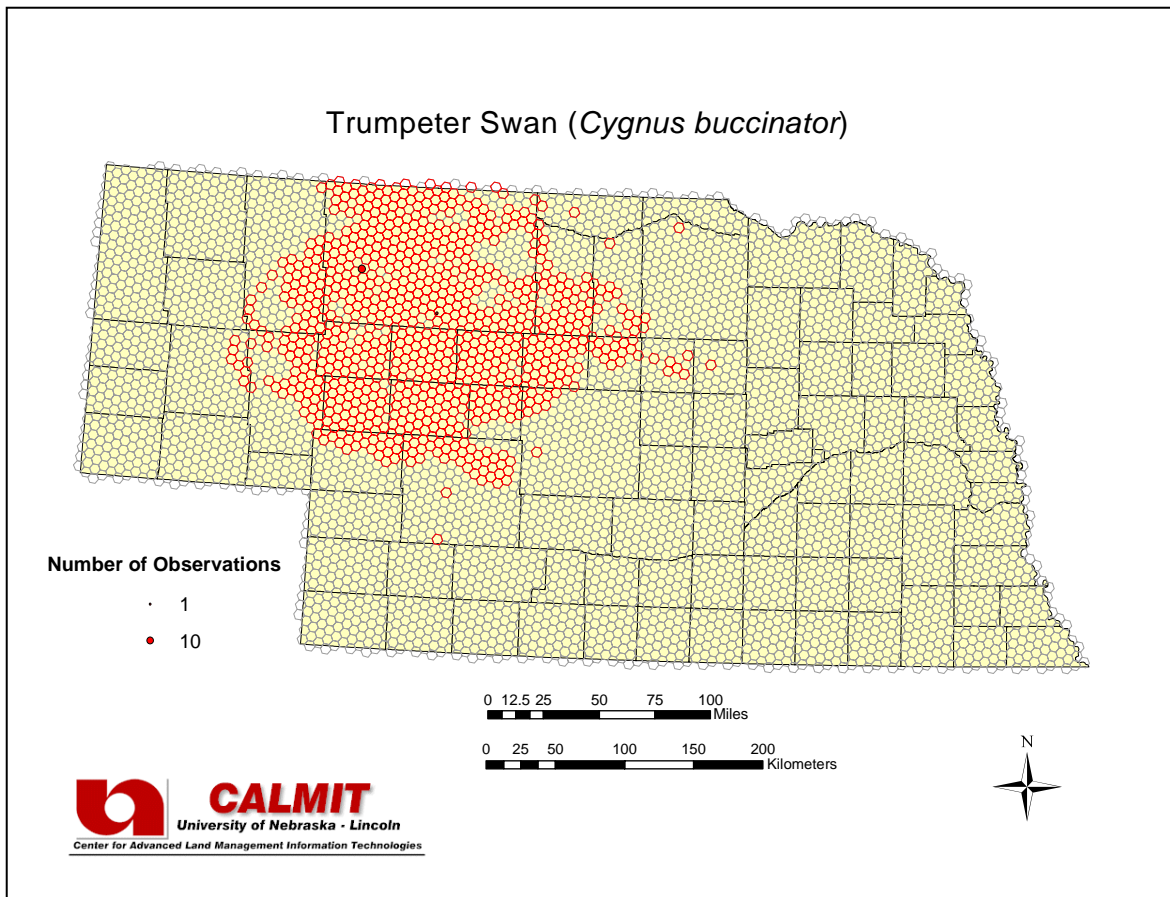 Trumpeter Swan (Cygnus buccinator)
Number of Observations
1
10
0 12.5 25 50 75 100
Miles
0 25 50 100 150 200
Kilometers
N
CALMIT
University of Nebraska - Lincoln
Center for Advanced Land Management Information Technologies